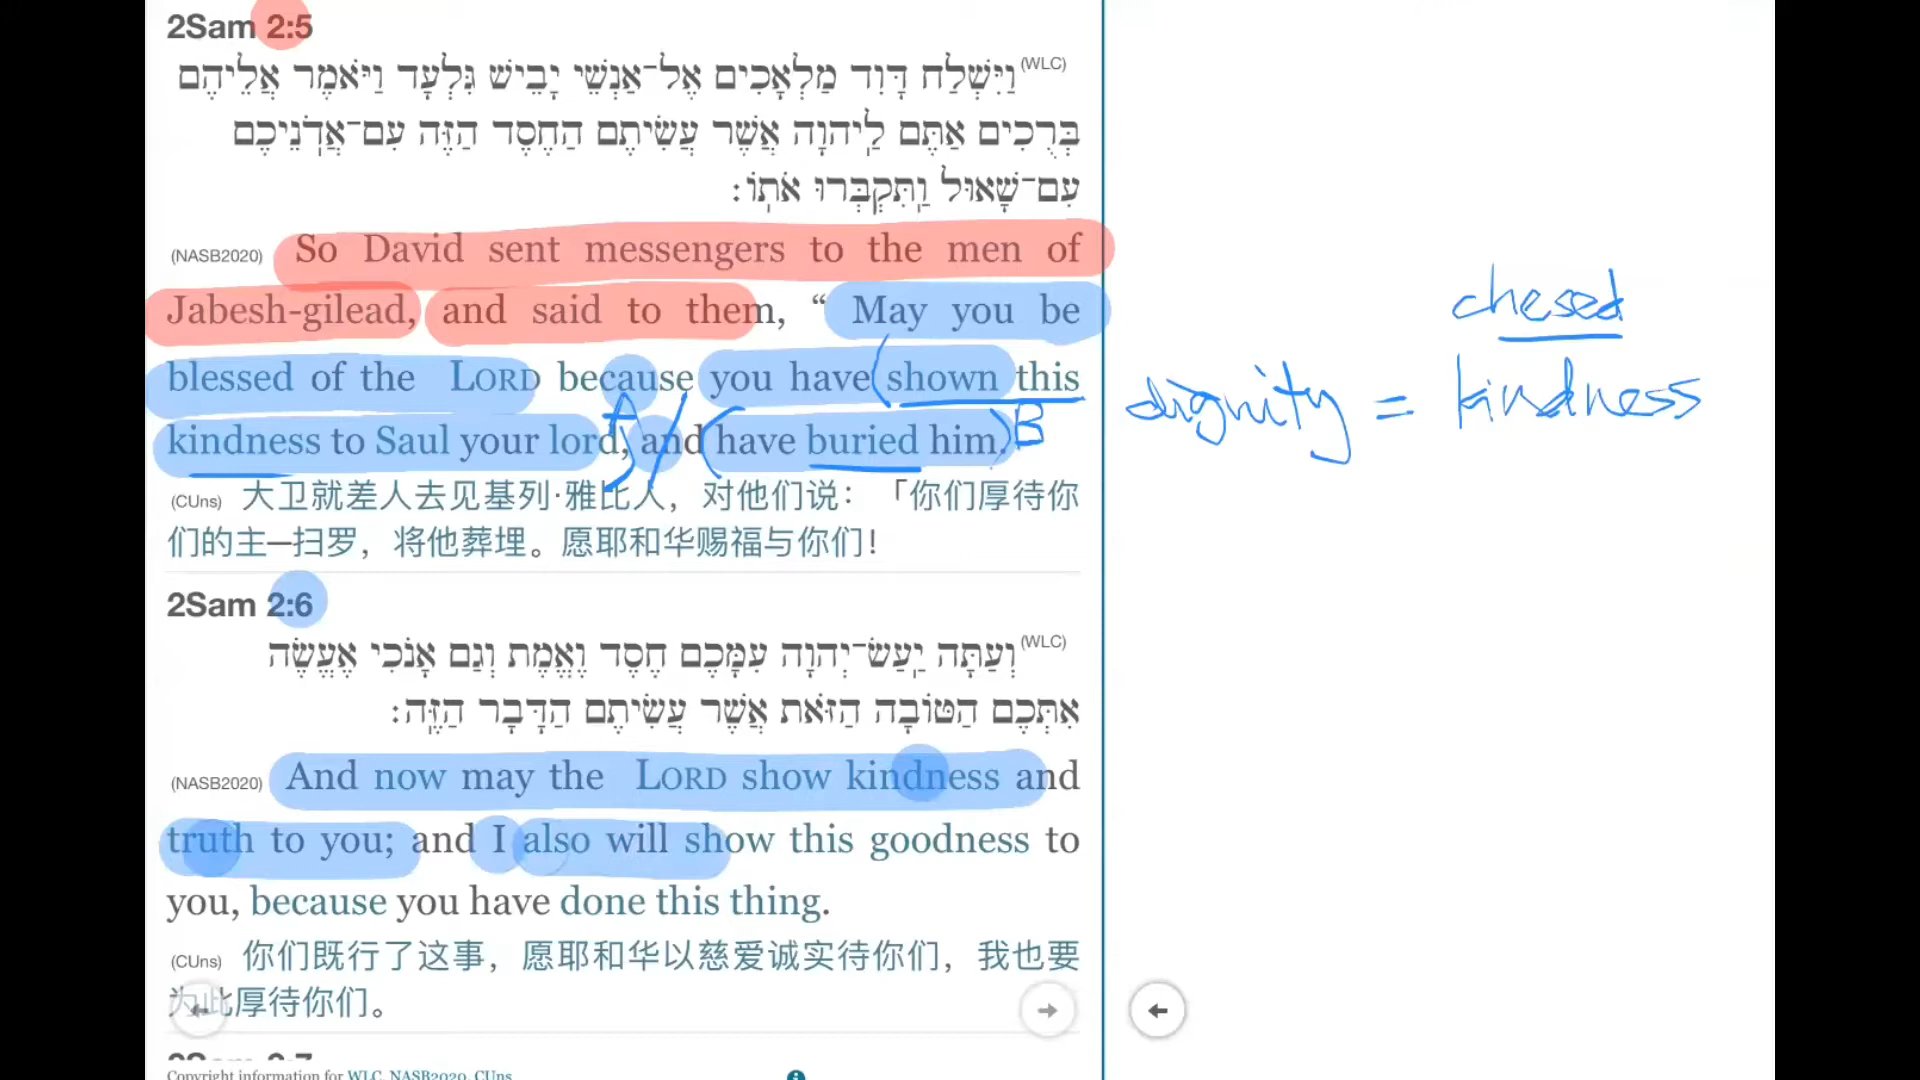 2Sam 2:5
(WLC) וַיִּשְׁלַח דָּוִד מַלְאָכִים אֶל־אַנְשֵׁי יָבֵישׁ גִּלְעָד וַיֹּאמֶר אֲלֵיהֶם
בְּרֻכִים אַתֶּם לַיהוָה אֲשֶׁר עֲשִׂיתֶם הַחֶסֶד הַזֶּה עִם־אֲדֹנֵיכֶם
עִם־שָׁאוּל וַתִּקְבְּרוּ אֹתוֹ׃
(NASB2020) So David sent messengers to the men of
Jabesh-gilead, and said to them, “ May you be
blessed of the LORD because you have shown this
kindness to Saul your lord, and have buried him.
A
B
(CUns) 大卫就差人去见基列·雅比人，对他们说：「你们厚待你
们的主—扫罗，将他葬埋。愿耶和华赐福与你们！
2Sam 2:6
(WLC) וְעַתָּה יַעַשׂ־יְהוָה עִמָּכֶם חֶסֶד וֶאֱמֶת וְגַם אָנֹכִי אֶעֱשֶׂה
אִתְּכֶם הַטּוֹבָה הַזֹּאת אֲשֶׁר עֲשִׂיתֶם הַדָּבָר הַזֶּה׃
(NASB2020) And now may the LORD show kindness and
truth to you; and I also will show this goodness to
you, because you have done this thing.
(CUns) 你们既行了这事，愿耶和华以慈爱诚实待你们，我也要
为此厚待你们。
2Sam 2:7
Copyright information for WLC, NASB2020, CUns
chesed
dignity = kindness